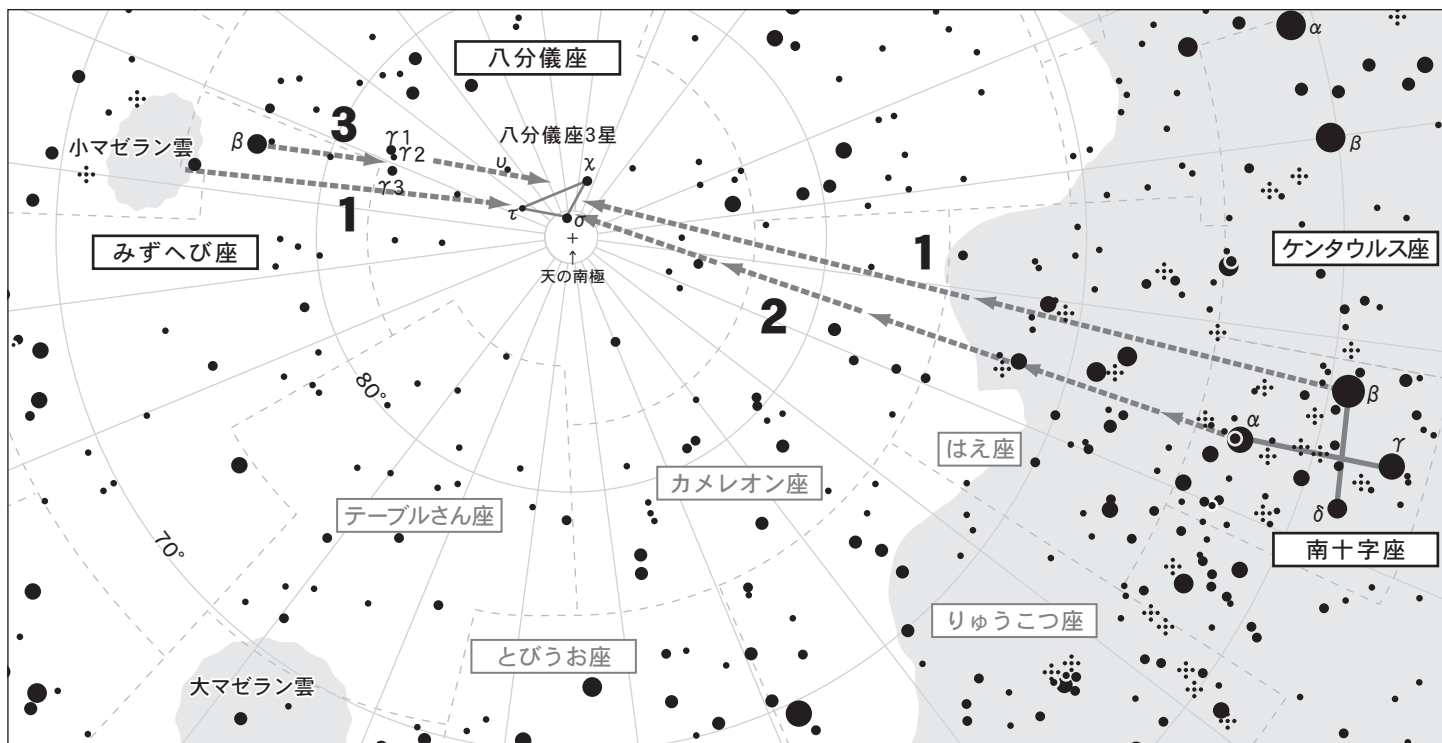 α
八分儀座
3
γ1
八分儀座3星
小マゼラン雲
β
γ2
υ
χ
β
γ3
1
τ
σ
みずへび座
+
1
ケンタウルス座
↑
天の南極
2
80°
β
α
はえ座
γ
カメレオン座
テーブルさん座
δ
70°
南十字座
りゅうこつ座
とびうお座
大マゼラン雲